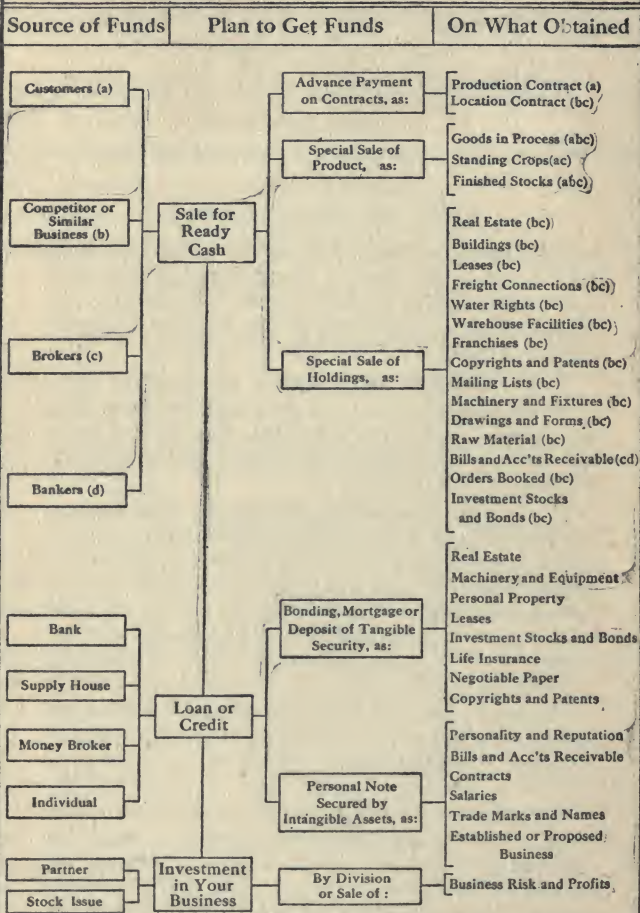 Source of Funds
Plan to Get Funds
On What Obtained
Customers (a)
Competitor or
Similar
Business (b)
Brokers (c)
Bankers (d)
Sale for
Ready
Cash
Advance Payment
on Contracts, as:
Production Contract (a)
Location Contract (bc)
Special Sale of
Product, as:
Goods in Process (abc)
Standing Crops(ac)
Finished Stocks (abc)
Special Sale of
Holdings, as:
Real Estate (bc)
Buildings (bc)
Leases (bc)
Freight Connections (bc)
Water Rights (bc)
Warehouse Facilities (bc)
Franchises (bc)
Copyrights and Patents (bc)
Mailing Lists (bc)
Machinery and Fixtures (bc)
Drawings and Forms (bc)
Raw Material (bc)
Bills and Acc'ts Receivable (cd)
Orders Booked (bc)
Investment Stocks
and Bonds (bc)
Bank
Supply House
Money Broker
Individual
Loan or
Credit
Bonding, Mortgage or
Deposit of Tangible
Security, as:
Real Estate
Machinery and Equipment
Personal Property
Leases
Investment Stocks and Bonds
Life Insurance
Negotiable Paper
Copyrights and Patents
Personal Note
Secured by
Intangible Assets, as:
Personality and Reputation
Bills and Acc'ts Receivable
Contracts
Salaries
Trade Marks and Names
Established or Proposed
Business
Partner
Stock Issue
Investment
in Your
Business
By Division
or Sale of :
Business Risk and Profits